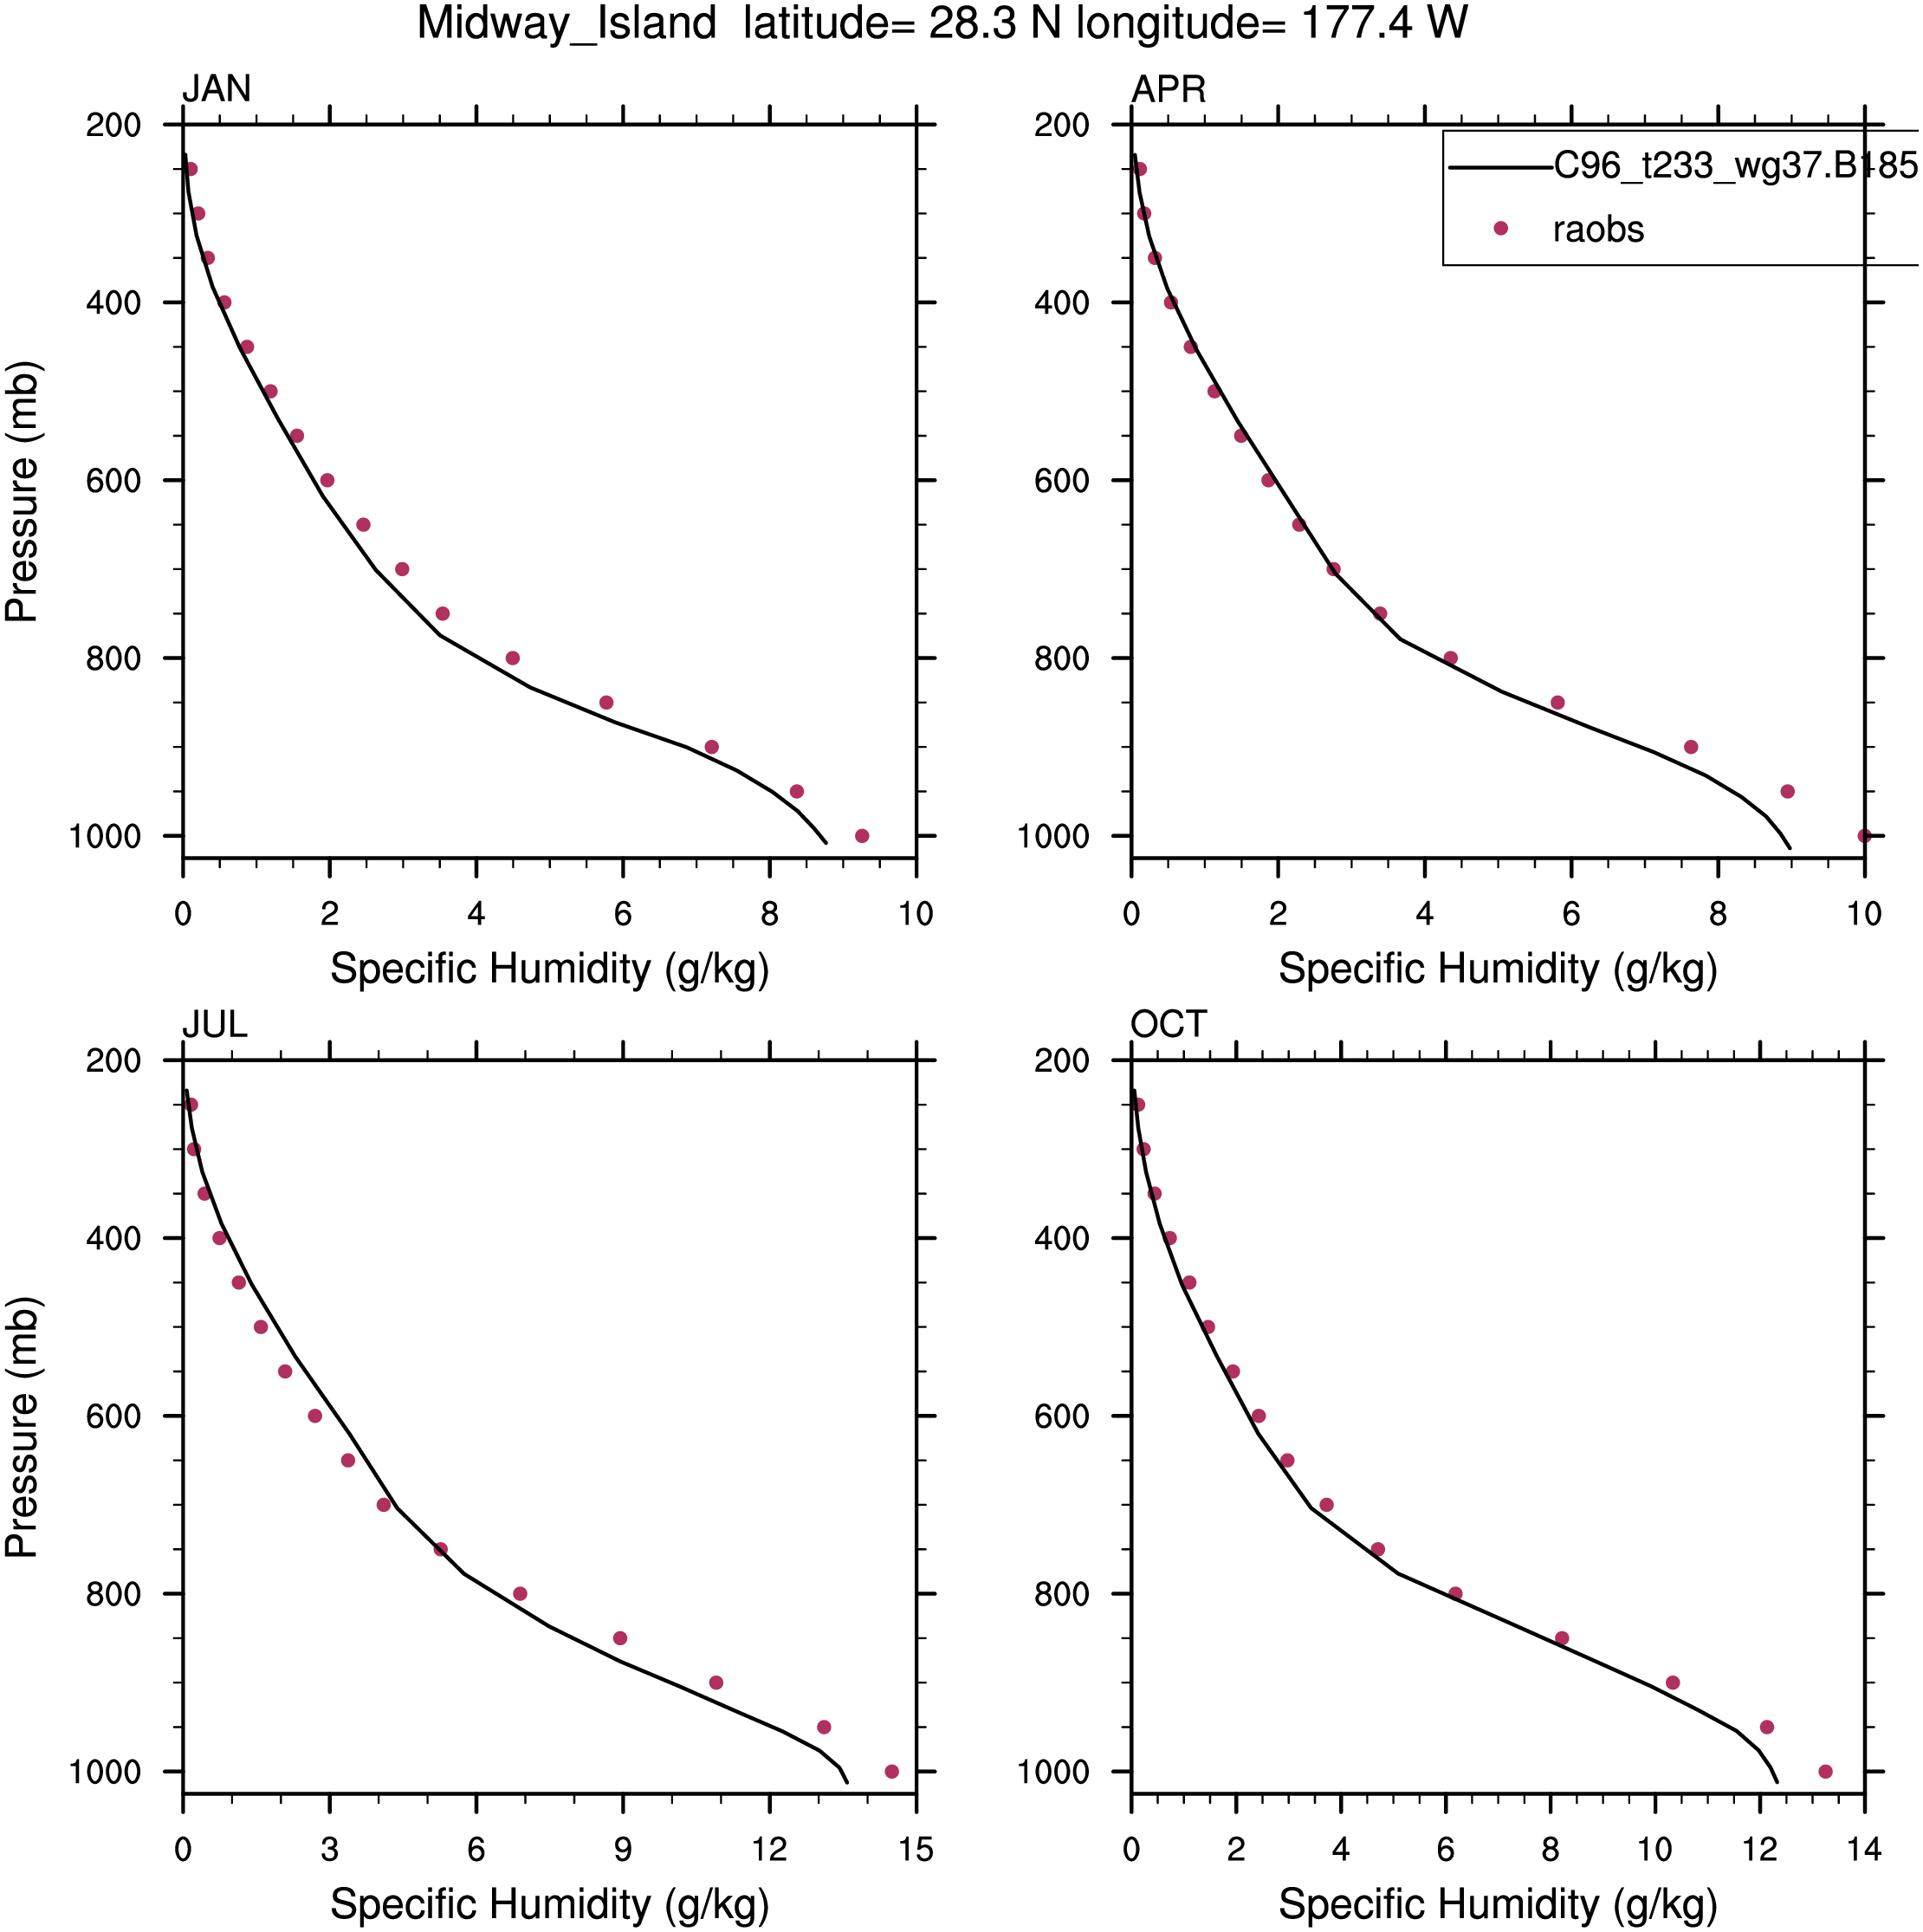 Midway_Island latitude= 28.3 N longitude= 177.4 W
JAN
200
400
600
800
1000
Pressure (mb)
0 2 4 6 8 10
Specific Humidity (g/kg)
APR
200
400
600
800
1000
C96_t233_wg37.B185
raobs
0 2 4 6 8 10
Specific Humidity (g/kg)
JUL
200
400
600
800
1000
Pressure (mb)
0 3 6 9 12 15
Specific Humidity (g/kg)
OCT
200
400
600
800
1000
0 2 4 6 8 10 12 14
Specific Humidity (g/kg)